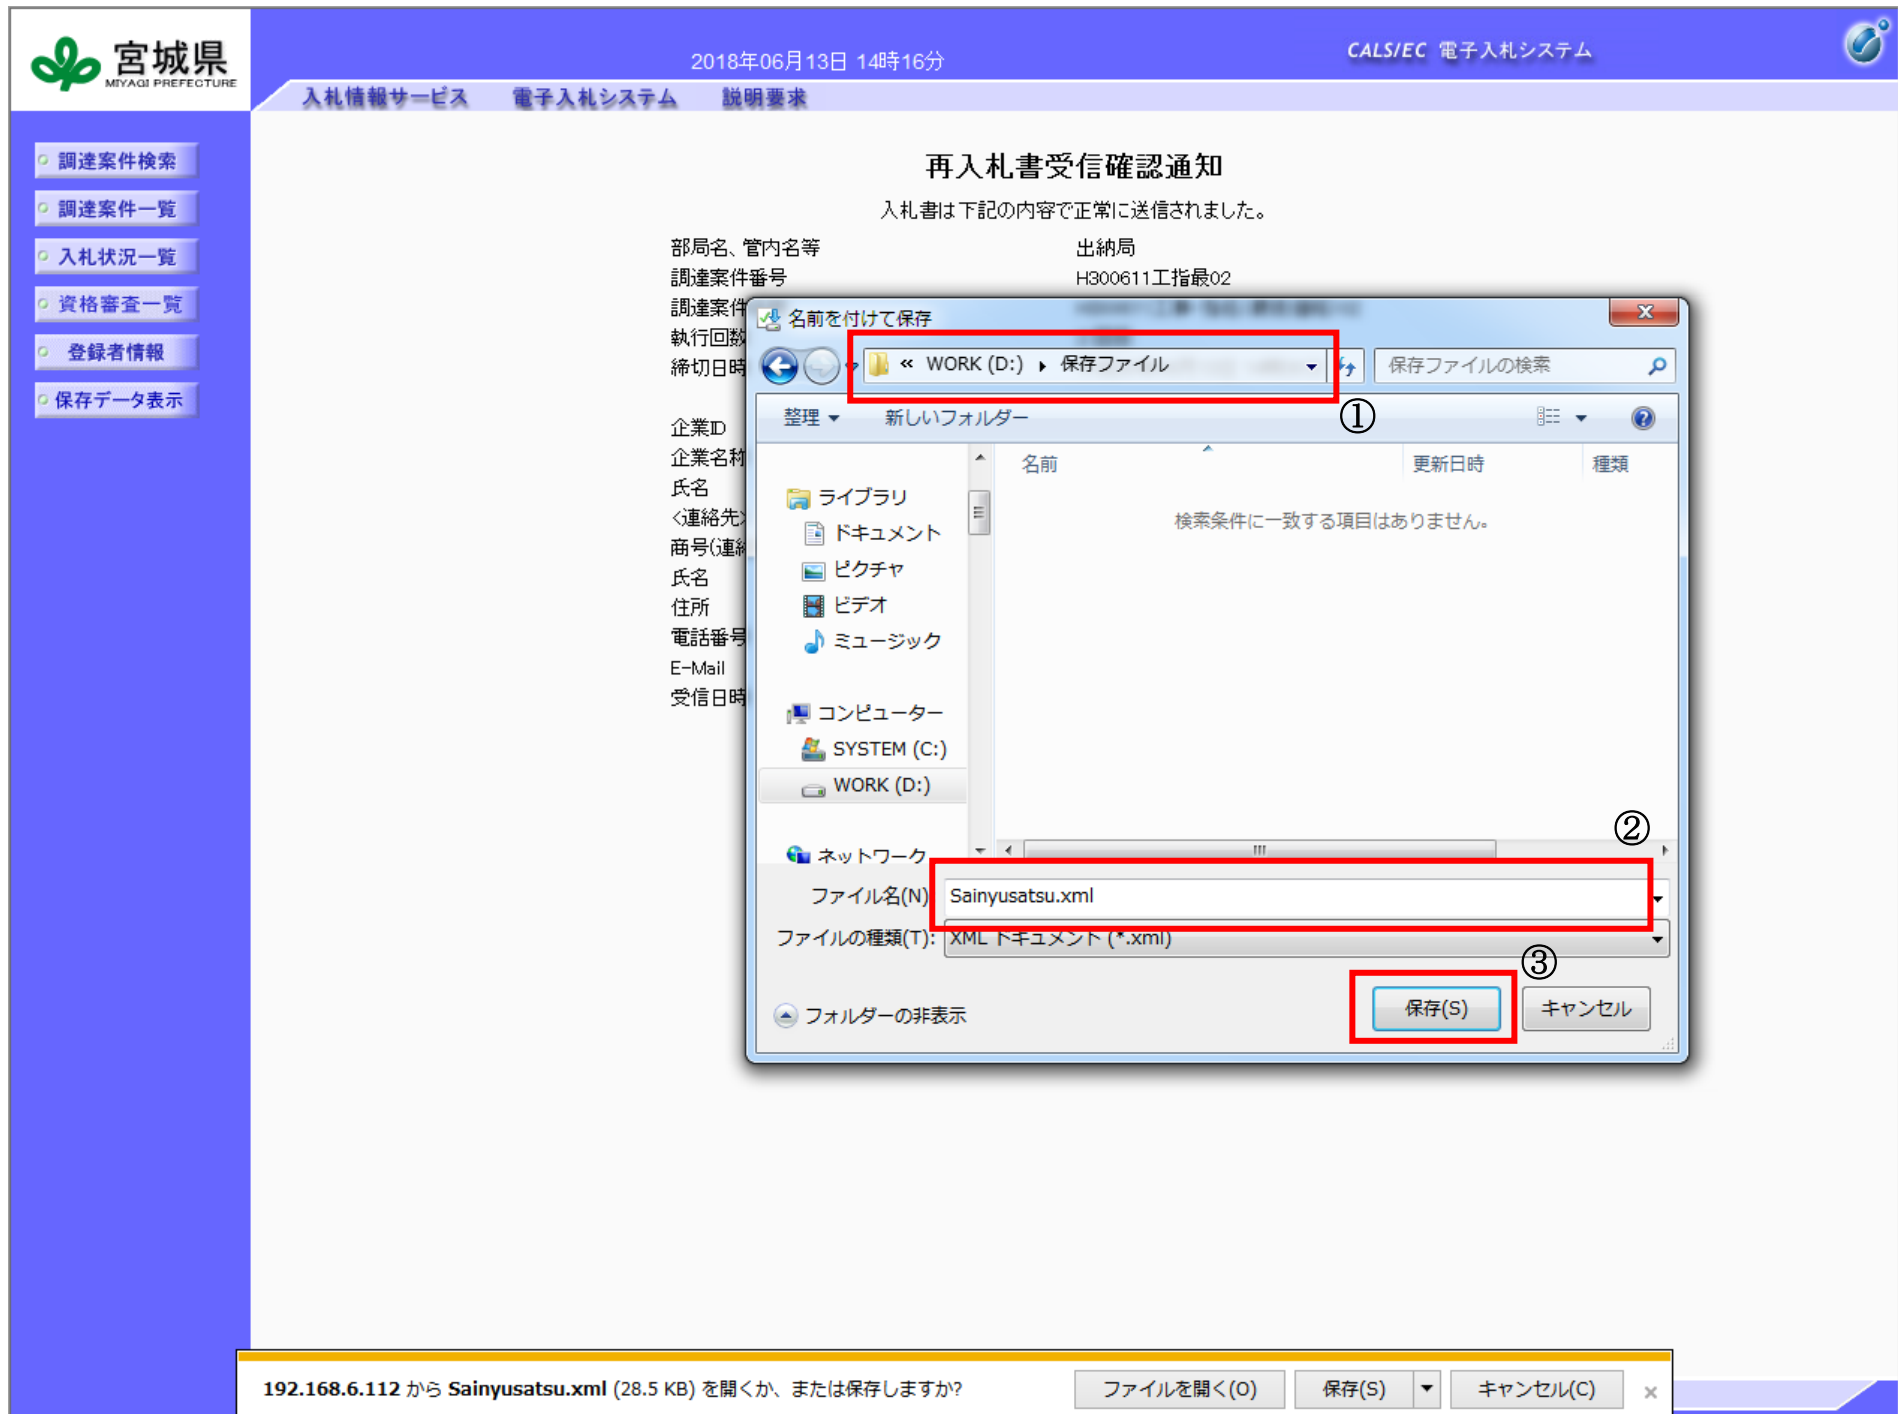 宮城県
MIYAGI PREFECTURE
2018年06月13日 14時16分
CALS/EC 電子入札システム
入札情報サービス 電子入札システム 説明要求
調達案件検索
調達案件一覧
入札状況一覧
資格審査一覧
登録者情報
保存データ表示
再入札書受信確認通知
入札書は下記の内容で正常に送信されました。
部局名、管内名等 出納局
調達案件番号 H300611工指最02
調達案件
執行回数
締切日時
企業ID
企業名称
氏名
<連絡先>
商号(連絡
氏名
住所
電話番号
E-Mail
受信日時
名前を付けて保存
« WORK (D:) ▸ 保存ファイル
保存ファイルの検索
①
整理 ▼ 新しいフォルダー
名前 更新日時 種類
検索条件に一致する項目はありません。
ライブラリ
ドキュメント
ピクチャ
ビデオ
ミュージック
コンピューター
SYSTEM (C:)
WORK (D:)
ネットワーク
②
ファイル名(N) Sainyusatsu.xml
ファイルの種類(T): XML ドキュメント (*.xml)
③
フォルダーの非表示
保存(S) キャンセル
192.168.6.112 から Sainyusatsu.xml (28.5 KB) を開くか、または保存しますか?
ファイルを開く(O) 保存(S) ▼ キャンセル(C) ×